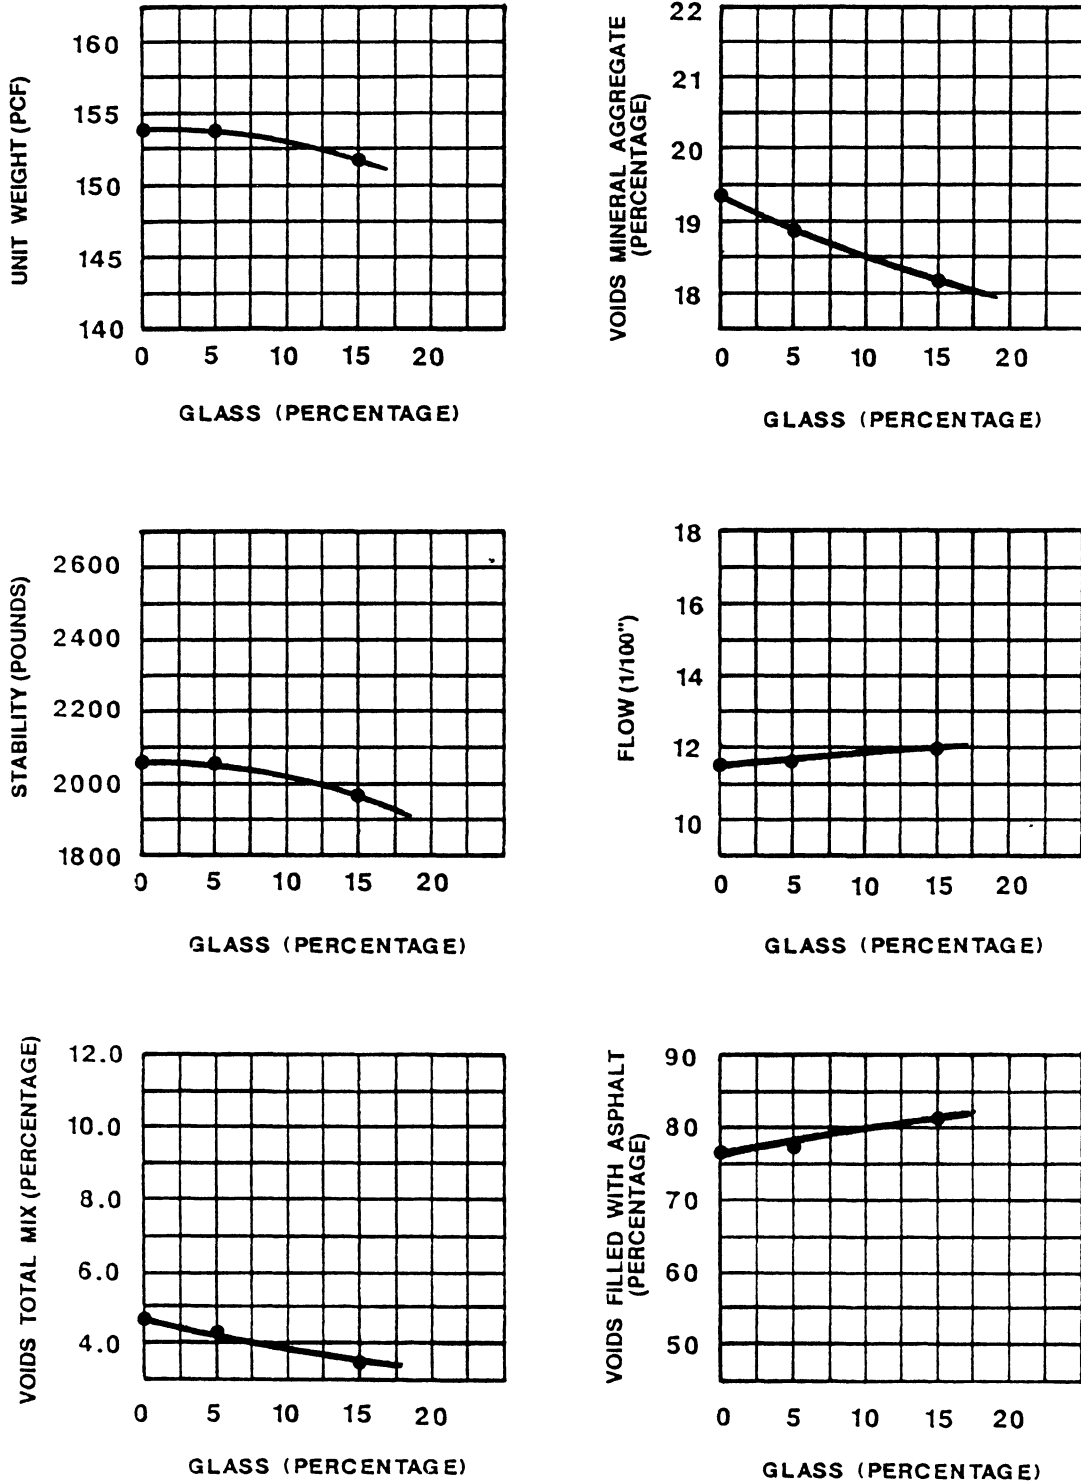 UNIT WEIGHT (PCF)
160
155
150
145
140
0 5 10 15 20
GLASS (PERCENTAGE)
VOIDS MINERAL AGGREGATE
(PERCENTAGE)
22
21
20
19
18
0 5 10 15 20
GLASS (PERCENTAGE)
STABILITY (POUNDS)
2600
2400
2200
2000
1800
0 5 10 15 20
GLASS (PERCENTAGE)
FLOW (1/100")
18
16
14
12
10
0 5 10 15 20
GLASS (PERCENTAGE)
VOIDS TOTAL MIX (PERCENTAGE)
12.0
10.0
8.0
6.0
4.0
0 5 10 15 20
GLASS (PERCENTAGE)
VOIDS FILLED WITH ASPHALT
(PERCENTAGE)
90
80
70
60
50
0 5 10 15 20
GLASS (PERCENTAGE)